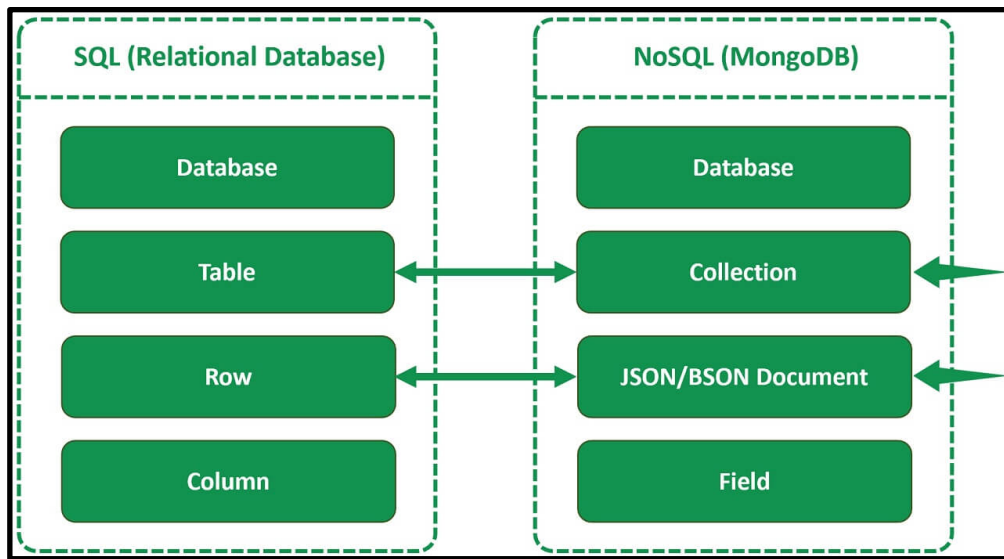 SQL (Relational Database)
Database
Table
Row
Column
NoSQL (MongoDB)
Database
Collection
JSON/BSON Document
Field